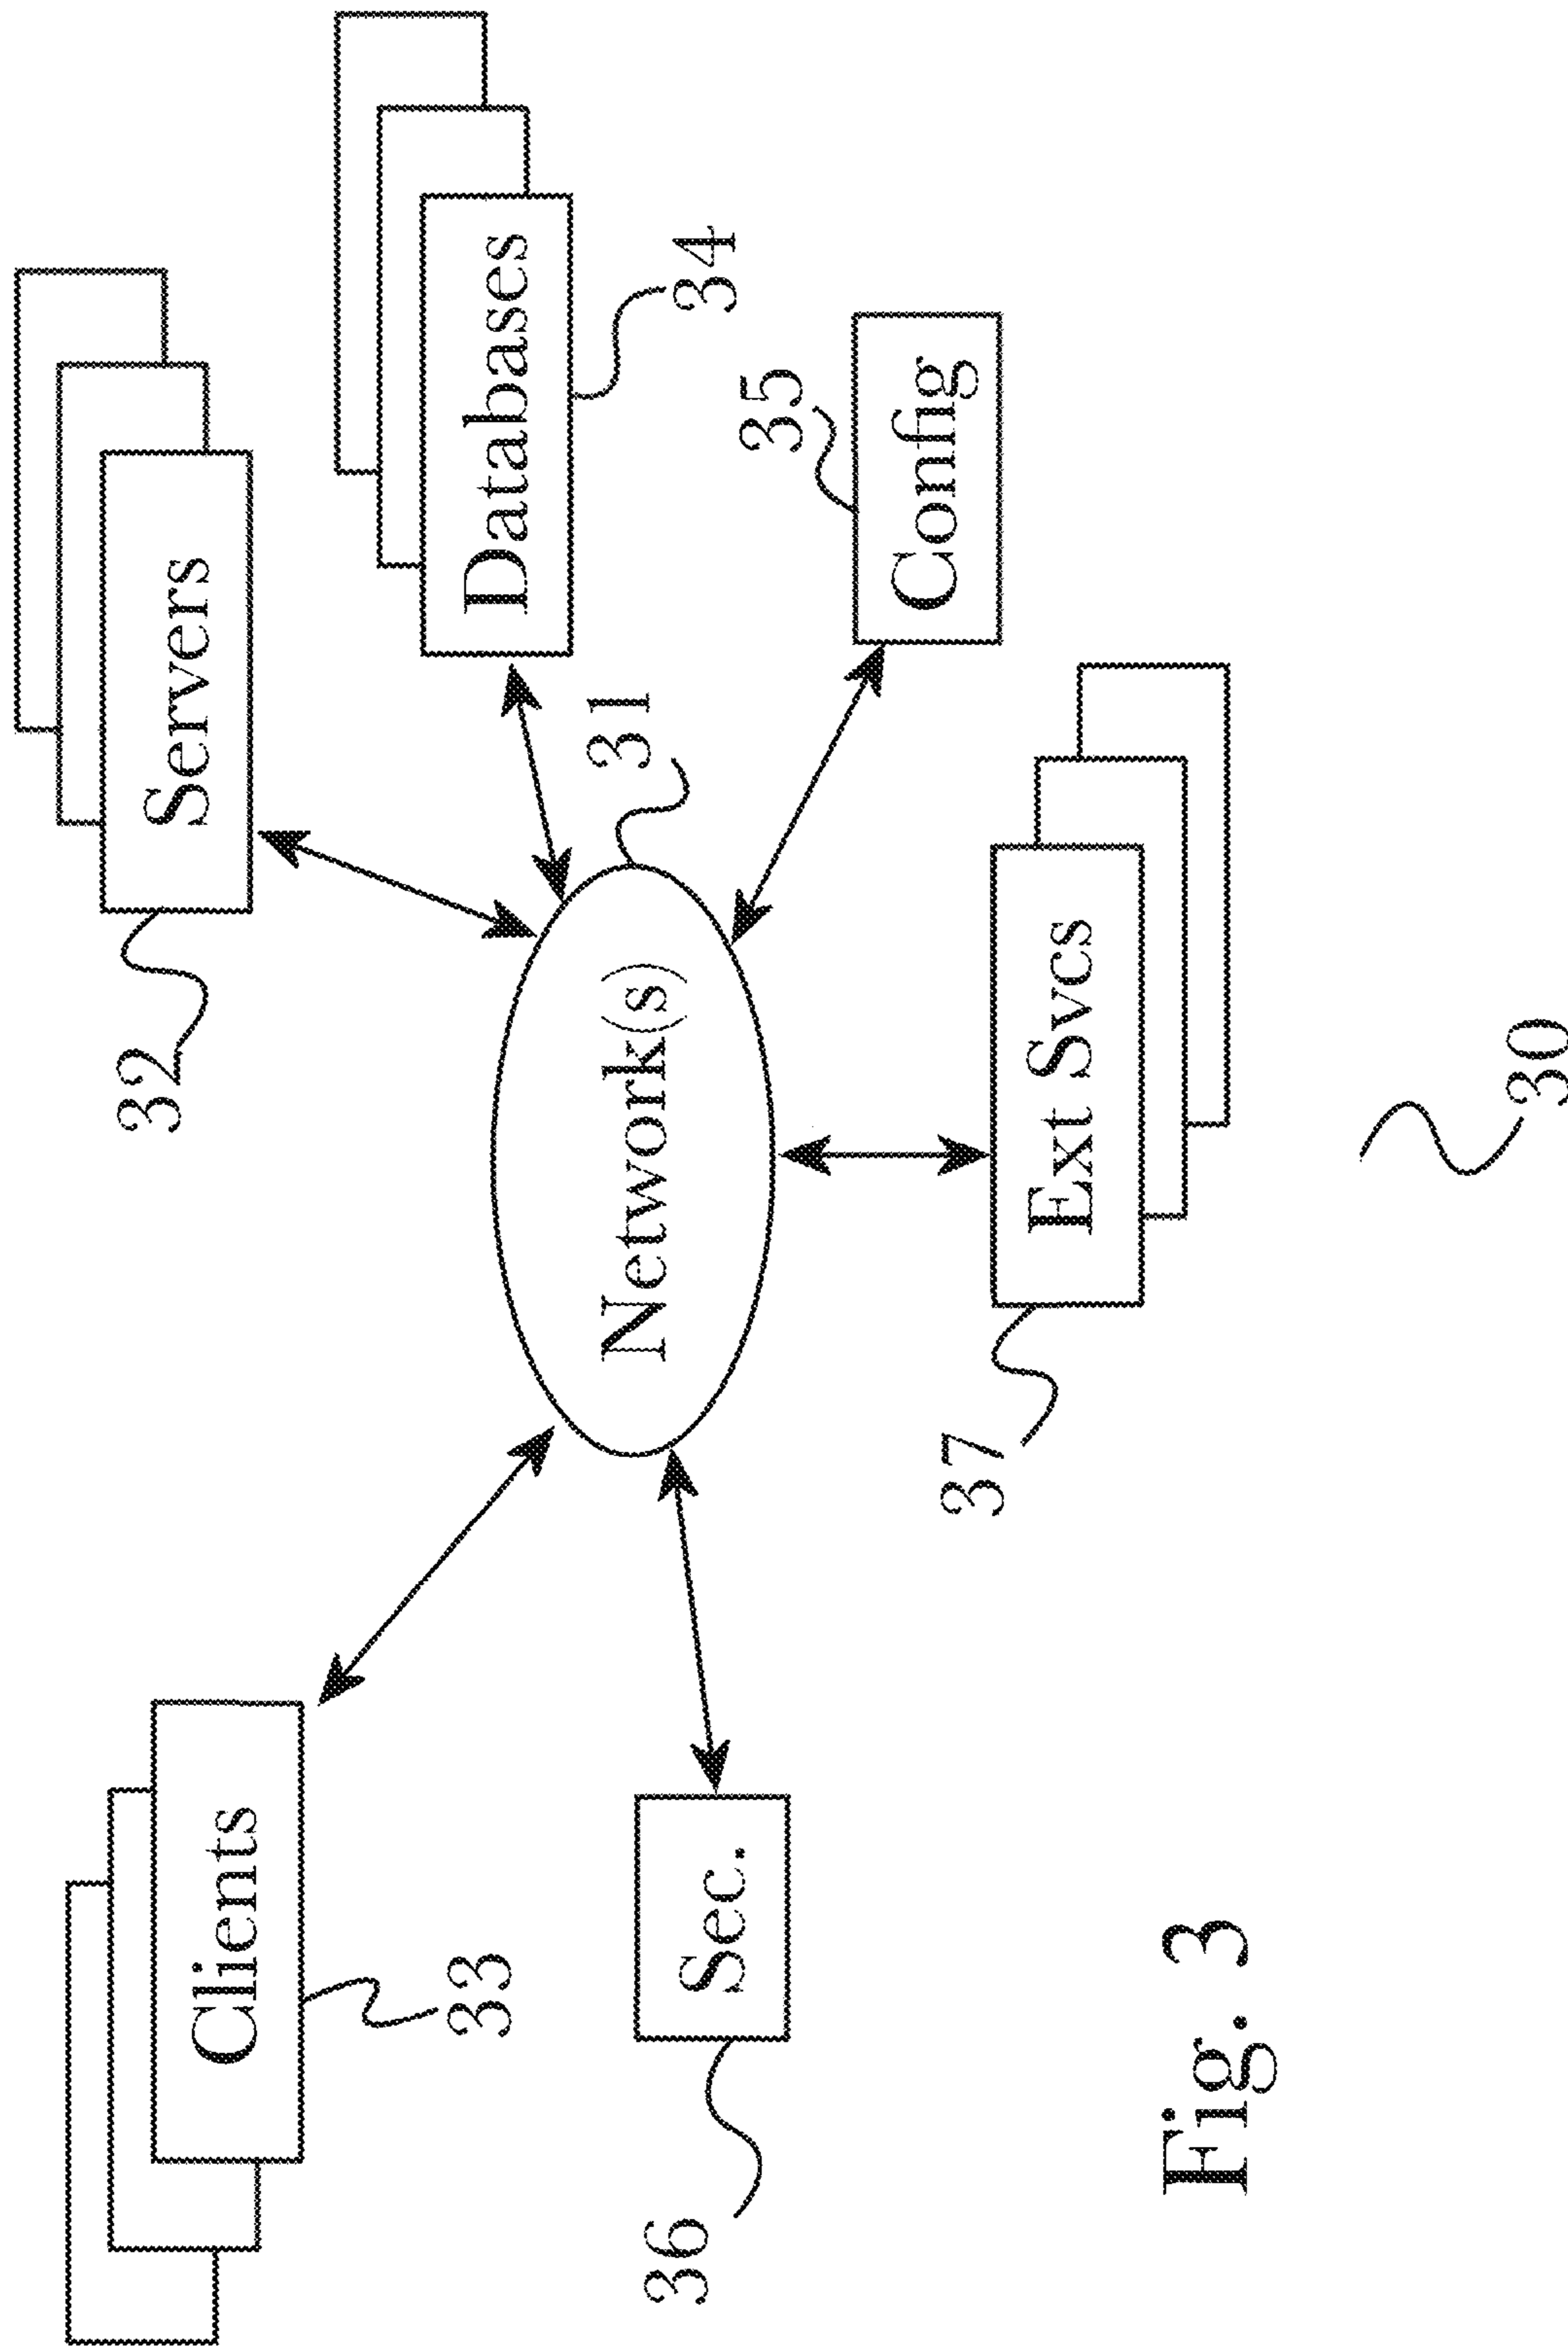 Servers
32
Clients
33
Databases
34
31
Network(s)
35
Config
Sec.
36
Ext Svcs
37
30
Fig. 3